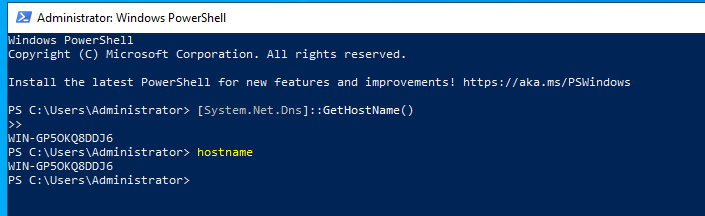 Administrator: Windows PowerShell
Windows PowerShell
Copyright (C) Microsoft Corporation. All rights reserved.
Install the latest PowerShell for new features and improvements! https://aka.ms/PSWindows
PS C:\Users\Administrator> [System.Net.Dns]::GetHostName()
>>
WIN-GP5OKQ8DDJ6
PS C:\Users\Administrator> hostname
WIN-GP5OKQ8DDJ6
PS C:\Users\Administrator>